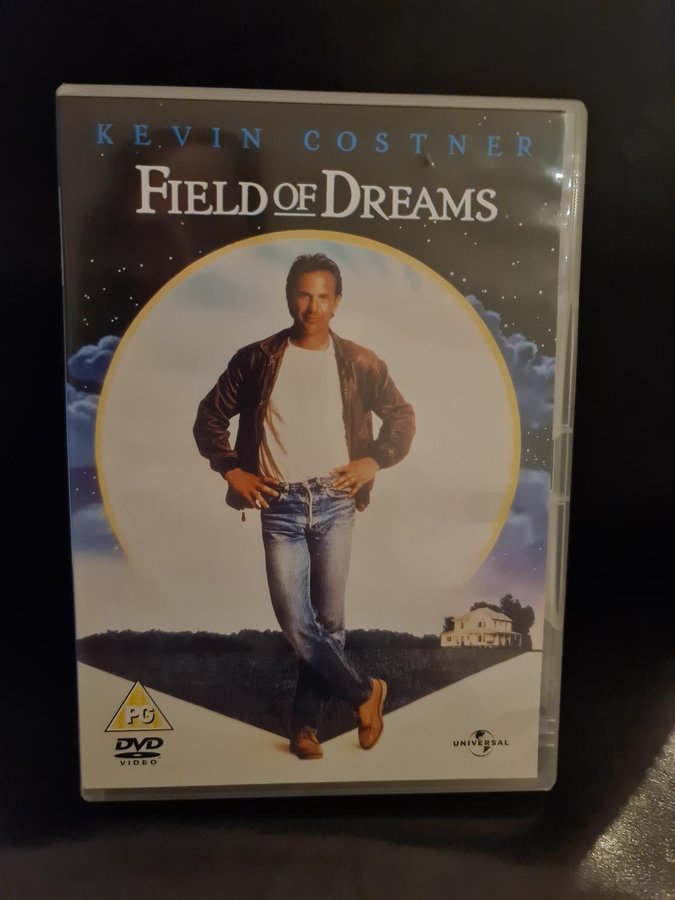 KEVIN COSTNER
FIELD OF DREAMS
PG
DVD
VIDEO
UNIVERSAL